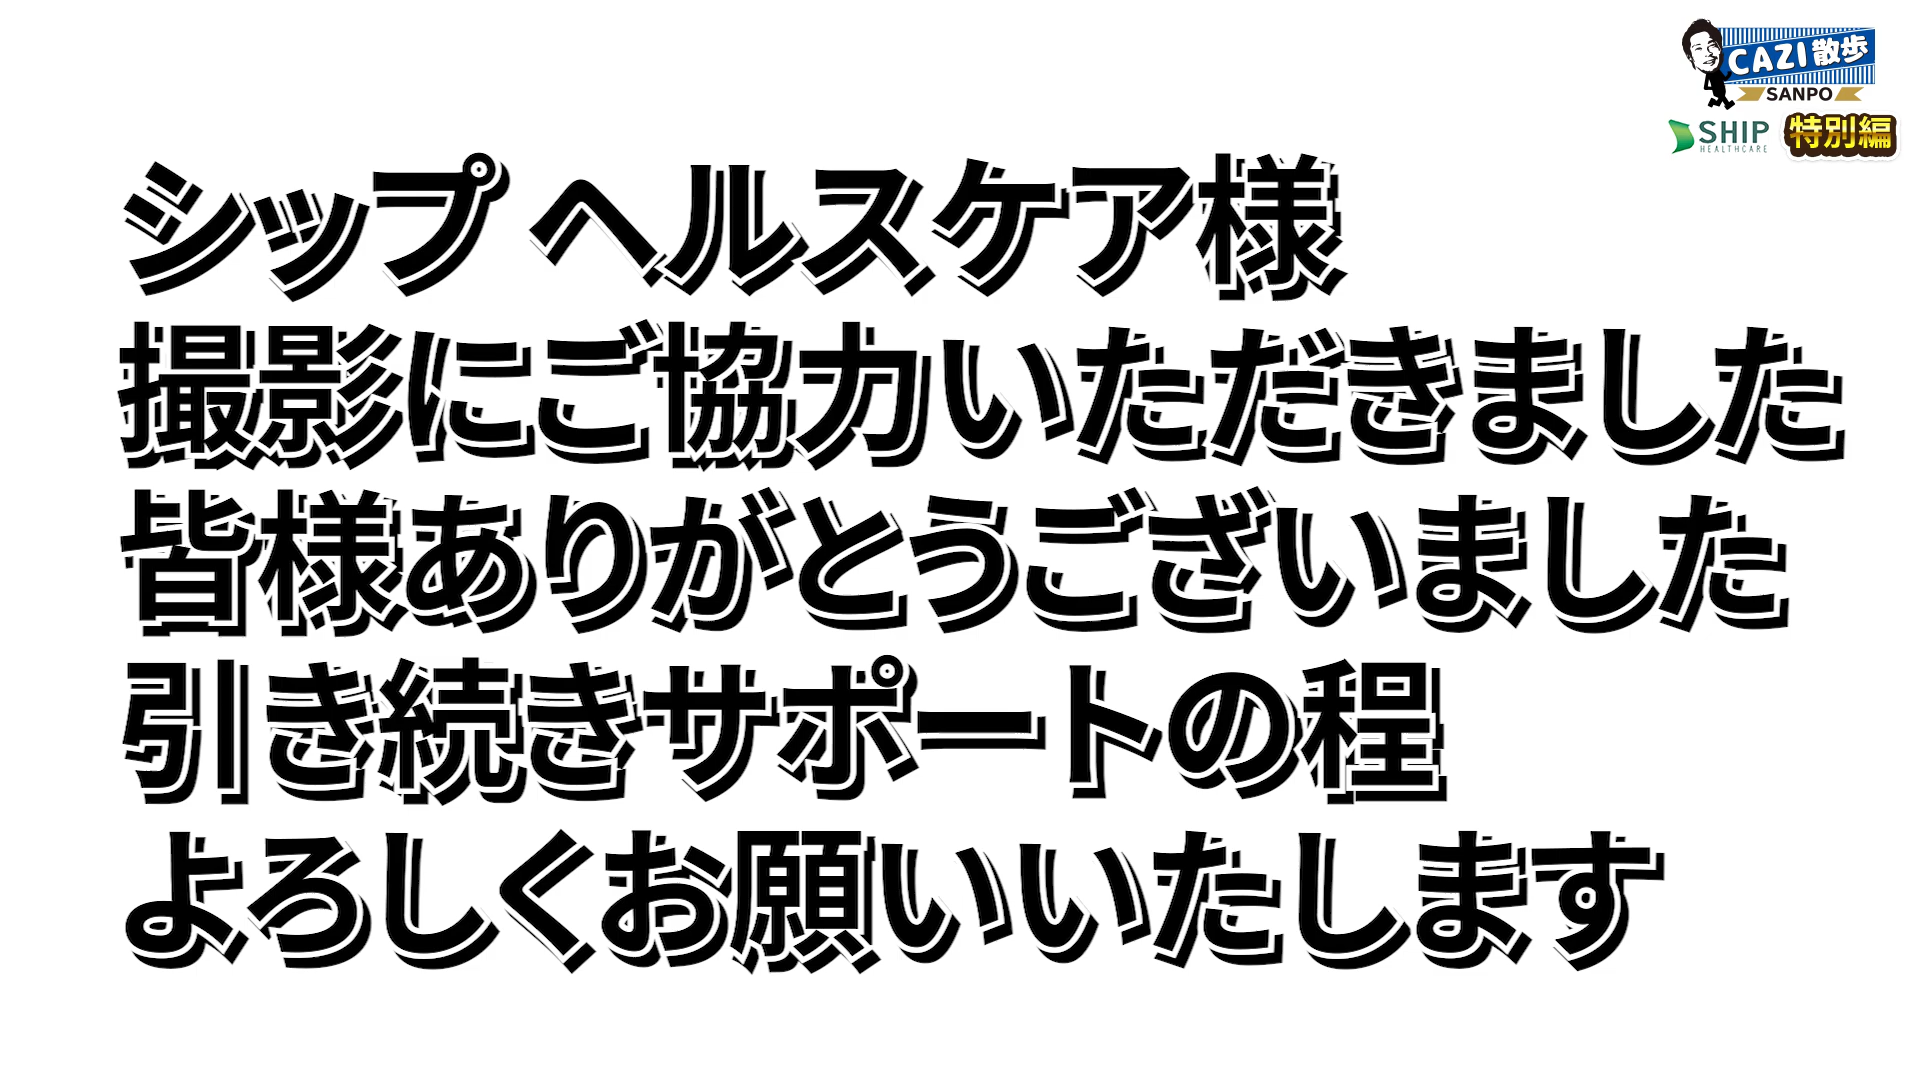 CAZI散歩
SANPO
SHIP
HEALTHCARE
特別編
シップ ヘルスケア様
撮影にご協力いただきました
皆様ありがとうございました
引き続きサポートの程
よろしくお願いいたします